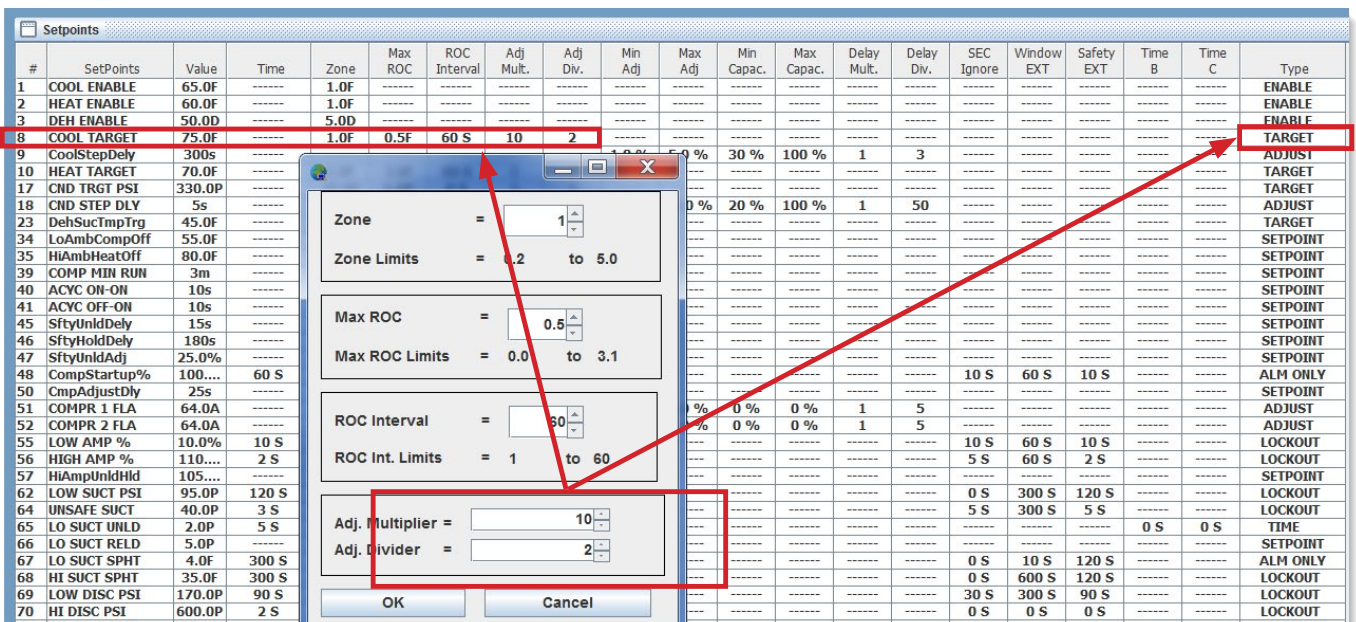 Setpoints
Max ROC Adj Adj Min Max Min Max Delay Delay SEC Window Safety Time Time
# SetPoints Value Time Zone ROC Interval Mult. Div. Adj Adj Capac. Capac. Mult. Div. Ignore EXT EXT B C Type
1 COOL ENABLE 65.0F ------ 1.0F ------ ------ ------ ------ ------ ------ ------ ------ ------ ------ ------ ------ ------ ------ ------ ENABLE
2 HEAT ENABLE 60.0F ------ 1.0F ------ ------ ------ ------ ------ ------ ------ ------ ------ ------ ------ ------ ------ ------ ------ ENABLE
3 DEH ENABLE 50.0D ------ 5.0D ------ ------ ------ ------ ------ ------ ------ ------ ------ ------ ------ ------ ------ ------ ------ ENABLE
8 COOL TARGET 75.0F ------ 1.0F 0.5F 60 S 10 2 ------ ------ ------ ------ ------ ------ ------ ------ ------ ------ ------ TARGET
9 CoolStepDely 300s ------ 30 % 100 % 1 3 ------ ------ ------ ------ ------ ADJUST
10 HEAT TARGET 70.0F ------ ------ ------ ------ ------ ------ ------ ------ ------ ------ TARGET
17 CND TRGT PSI 330.0P ------ ------ ------ ------ ------ ------ ------ ------ ------ ------ TARGET
18 CND STEP DLY 5s ------ 20 % 100 % 1 50 ------ ------ ------ ------ ------ ADJUST
23 DehSucTmpTrg 45.0F ------ ------ ------ ------ ------ ------ ------ ------ ------ ------ TARGET
34 LoAmbCompOff 55.0F ------ ------ ------ ------ ------ ------ ------ ------ ------ ------ SETPOINT
35 HiAmbHeatOff 80.0F ------ ------ ------ ------ ------ ------ ------ ------ ------ ------ SETPOINT
39 COMP MIN RUN 3m ------ ------ ------ ------ ------ ------ ------ ------ ------ ------ SETPOINT
40 ACYC ON-ON 10s ------ ------ ------ ------ ------ ------ ------ ------ ------ ------ SETPOINT
41 ACYC OFF-ON 10s ------ ------ ------ ------ ------ ------ ------ ------ ------ ------ SETPOINT
45 SftyUnldDely 15s ------ ------ ------ ------ ------ ------ ------ ------ ------ ------ SETPOINT
46 SftyHoldDely 180s ------ ------ ------ ------ ------ ------ ------ ------ ------ ------ SETPOINT
47 SftyUnldAdj 25.0% ------ ------ ------ ------ ------ ------ ------ ------ ------ ------ SETPOINT
48 CompStartup% 100.... 60 S ------ ------ ------ ------ 10 S 60 S 10 S ------ ------ ALM ONLY
50 CmpAdjustDly 25s ------ ------ ------ ------ ------ ------ ------ ------ ------ ------ SETPOINT
51 COMPR 1 FLA 64.0A ------ 0 % 0 % 1 5 ------ ------ ------ ------ ------ ADJUST
52 COMPR 2 FLA 64.0A ------ 0 % 0 % 1 5 ------ ------ ------ ------ ------ ADJUST
55 LOW AMP % 10.0% 10 S ------ ------ ------ ------ 10 S 60 S 10 S ------ ------ LOCKOUT
56 HIGH AMP % 110.... 2 S ------ ------ ------ ------ 5 S 60 S 2 S ------ ------ LOCKOUT
57 HiAmpUnldHld 105.... ------ ------ ------ ------ ------ ------ ------ ------ ------ ------ SETPOINT
62 LOW SUCT PSI 95.0P 120 S ------ ------ ------ ------ 0 S 300 S 120 S ------ ------ LOCKOUT
64 UNSAFE SUCT 40.0P 3 S ------ ------ ------ ------ 5 S 300 S 5 S ------ ------ LOCKOUT
65 LO SUCT UNLD 2.0P 5 S ------ ------ ------ ------ ------ ------ ------ 0 S 0 S TIME
66 LO SUCT RELD 5.0P ------ ------ ------ ------ ------ ------ ------ ------ ------ ------ SETPOINT
67 LO SUCT SPHT 4.0F 300 S ------ ------ ------ ------ 0 S 10 S 120 S ------ ------ ALM ONLY
68 HI SUCT SPHT 35.0F 300 S ------ ------ ------ ------ 0 S 600 S 120 S ------ ------ LOCKOUT
69 LOW DISC PSI 170.0P 90 S ------ ------ ------ ------ 30 S 300 S 90 S ------ ------ LOCKOUT
70 HI DISC PSI 600.0P 2 S ------ ------ ------ ------ 0 S 0 S 0 S ------ ------ LOCKOUT
Zone = 1
Zone Limits = 0.2 to 5.0
Max ROC = 0.5
Max ROC Limits = 0.0 to 3.1
ROC Interval = 60
ROC Int. Limits = 1 to 60
Adj. Multiplier = 10
Adj. Divider = 2
OK Cancel